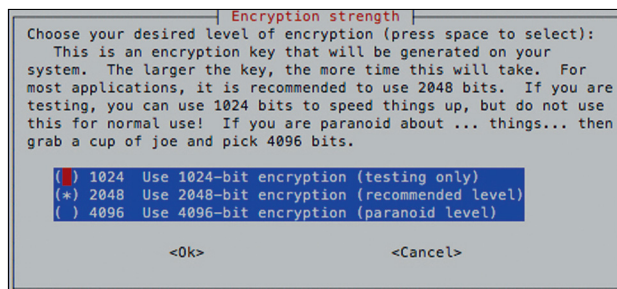 Encryption strength
Choose your desired level of encryption (press space to select):
This is an encryption key that will be generated on your
system.  The larger the key, the more time this will take.  For
most applications, it is recommended to use 2048 bits.  If you are
testing, you can use 1024 bits to speed things up, but do not use
this for normal use!  If you are paranoid about ... things... then
grab a cup of joe and pick 4096 bits.
( ) 1024  Use 1024-bit encryption (testing only)
(*) 2048  Use 2048-bit encryption (recommended level)
( ) 4096  Use 4096-bit encryption (paranoid level)
<Ok> <Cancel>